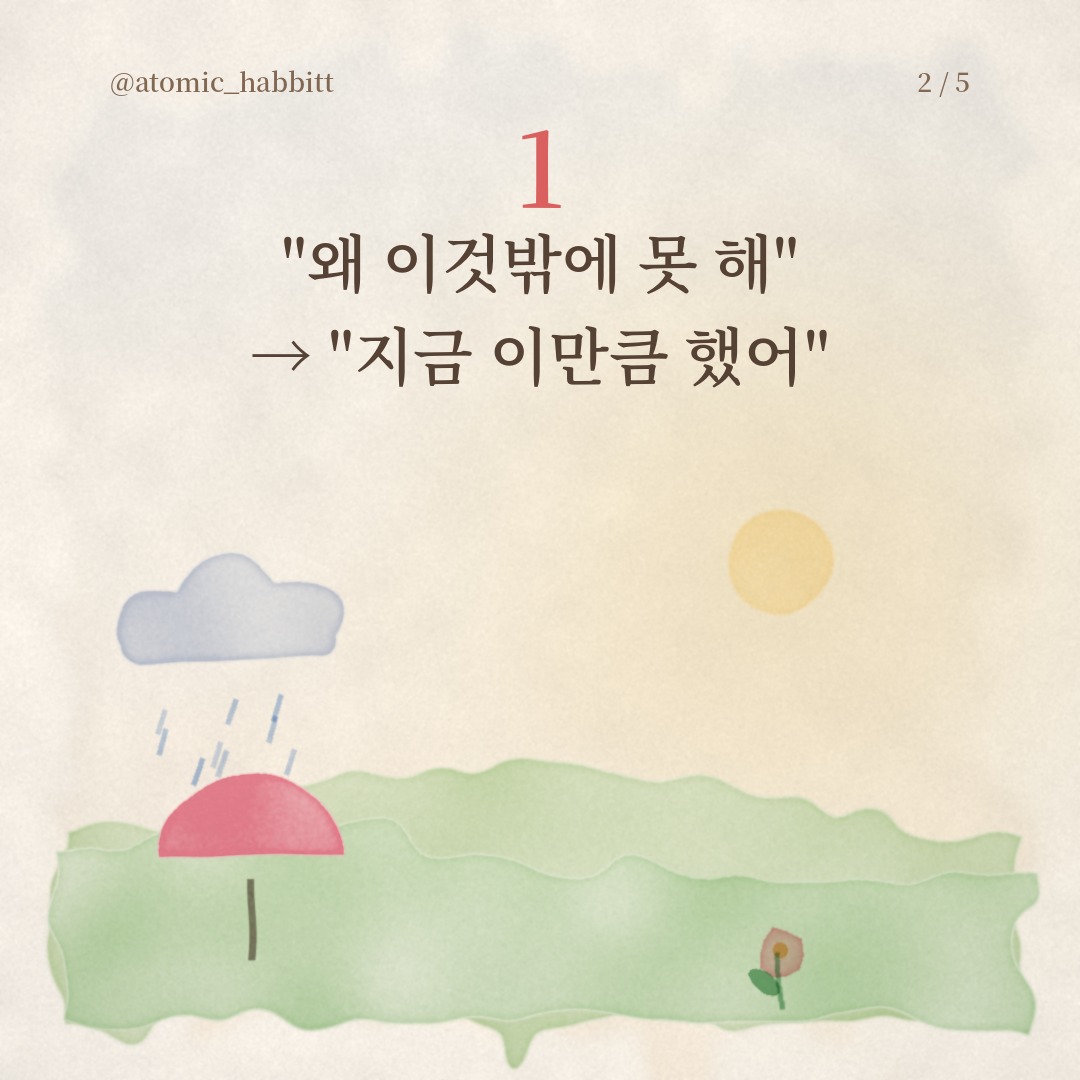 @atomic_habbitt
2 / 5
1
"왜 이것밖에 못 해"
→ "지금 이만큼 했어"